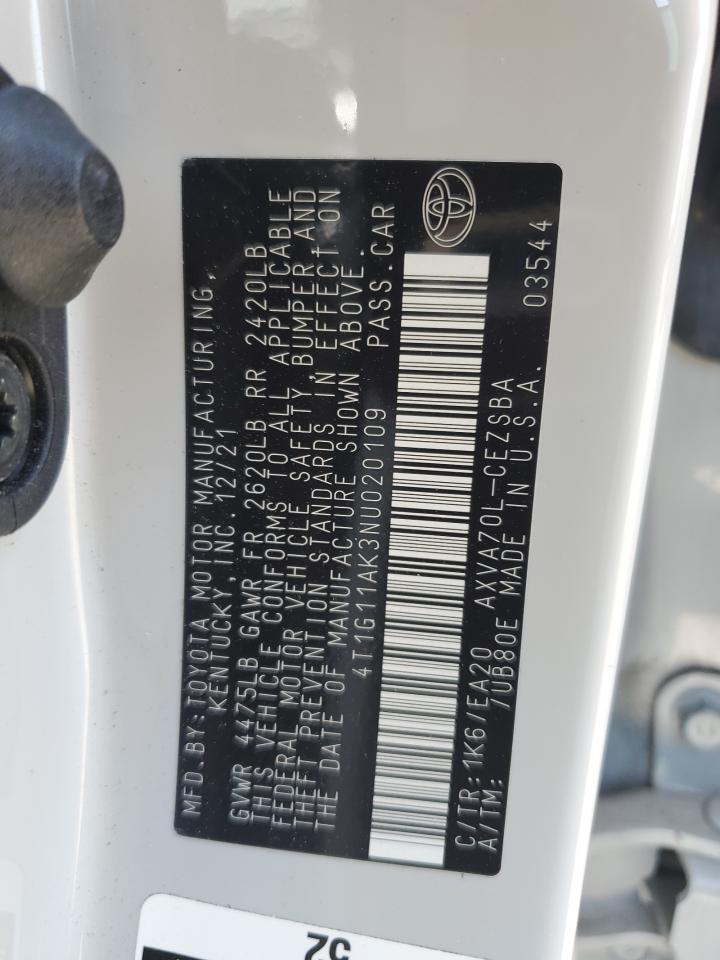 MFD.BY:TOYOTA MOTOR MANUFACTURING,
KENTUCKY,INC.12/21
GVWR 4475LB GAWR FR 2620LB RR 2420LB
THIS VEHICLE CONFORMS TO ALL APPLICABLE
FEDERAL MOTOR VEHICLE SAFETY,BUMPER,AND
THEFT PREVENTION STANDARDS IN EFFECT ON
THE DATE OF MANUFACTURE SHOWN ABOVE.
4T1G11AK3NU020109 PASS.CAR
C/TR:1K6/EA20 AXVA70L-CEZSBA
A/TM: /UB80E MADE IN U.S.A. 03544
52